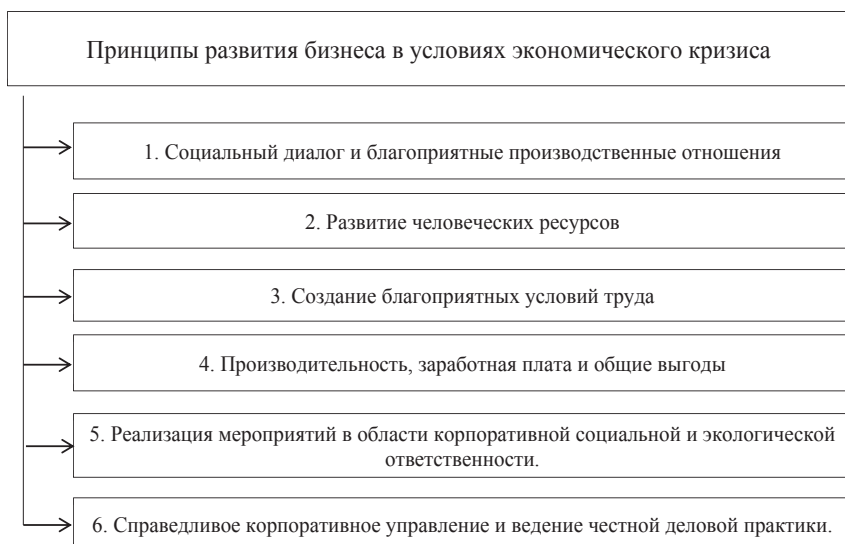 Принципы развития бизнеса в условиях экономического кризиса
1. Социальный диалог и благоприятные производственные отношения
2. Развитие человеческих ресурсов
3. Создание благоприятных условий труда
4. Производительность, заработная плата и общие выгоды
5. Реализация мероприятий в области корпоративной социальной и экологической
ответственности.
6. Справедливое корпоративное управление и ведение честной деловой практики.